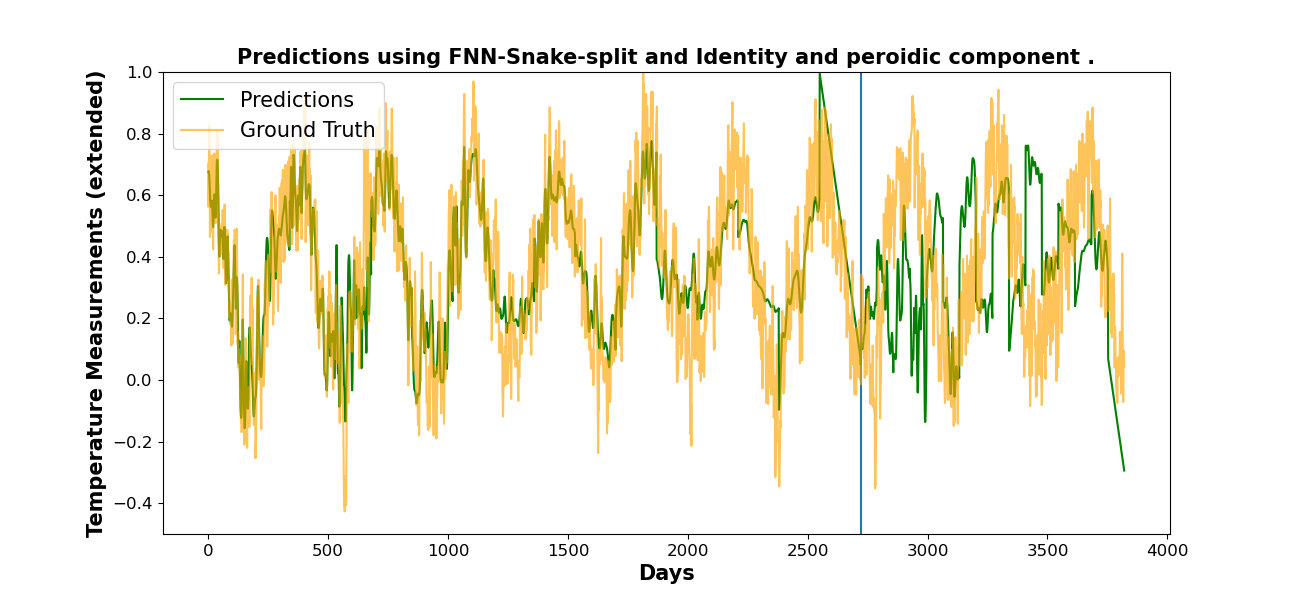 Predictions using FNN-Snake-split and Identity and peroidic component .
Temperature Measurements (extended)
1.0
0.8
0.6
0.4
0.2
0.0
−0.2
−0.4
Predictions
Ground Truth
0 500 1000 1500 2000 2500 3000 3500 4000
Days